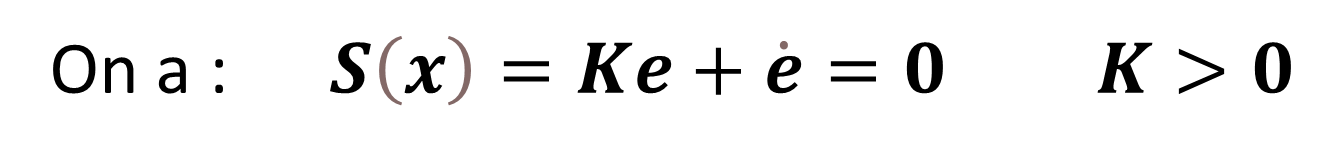 On a : S(x) = Ke + ė = 0 K > 0